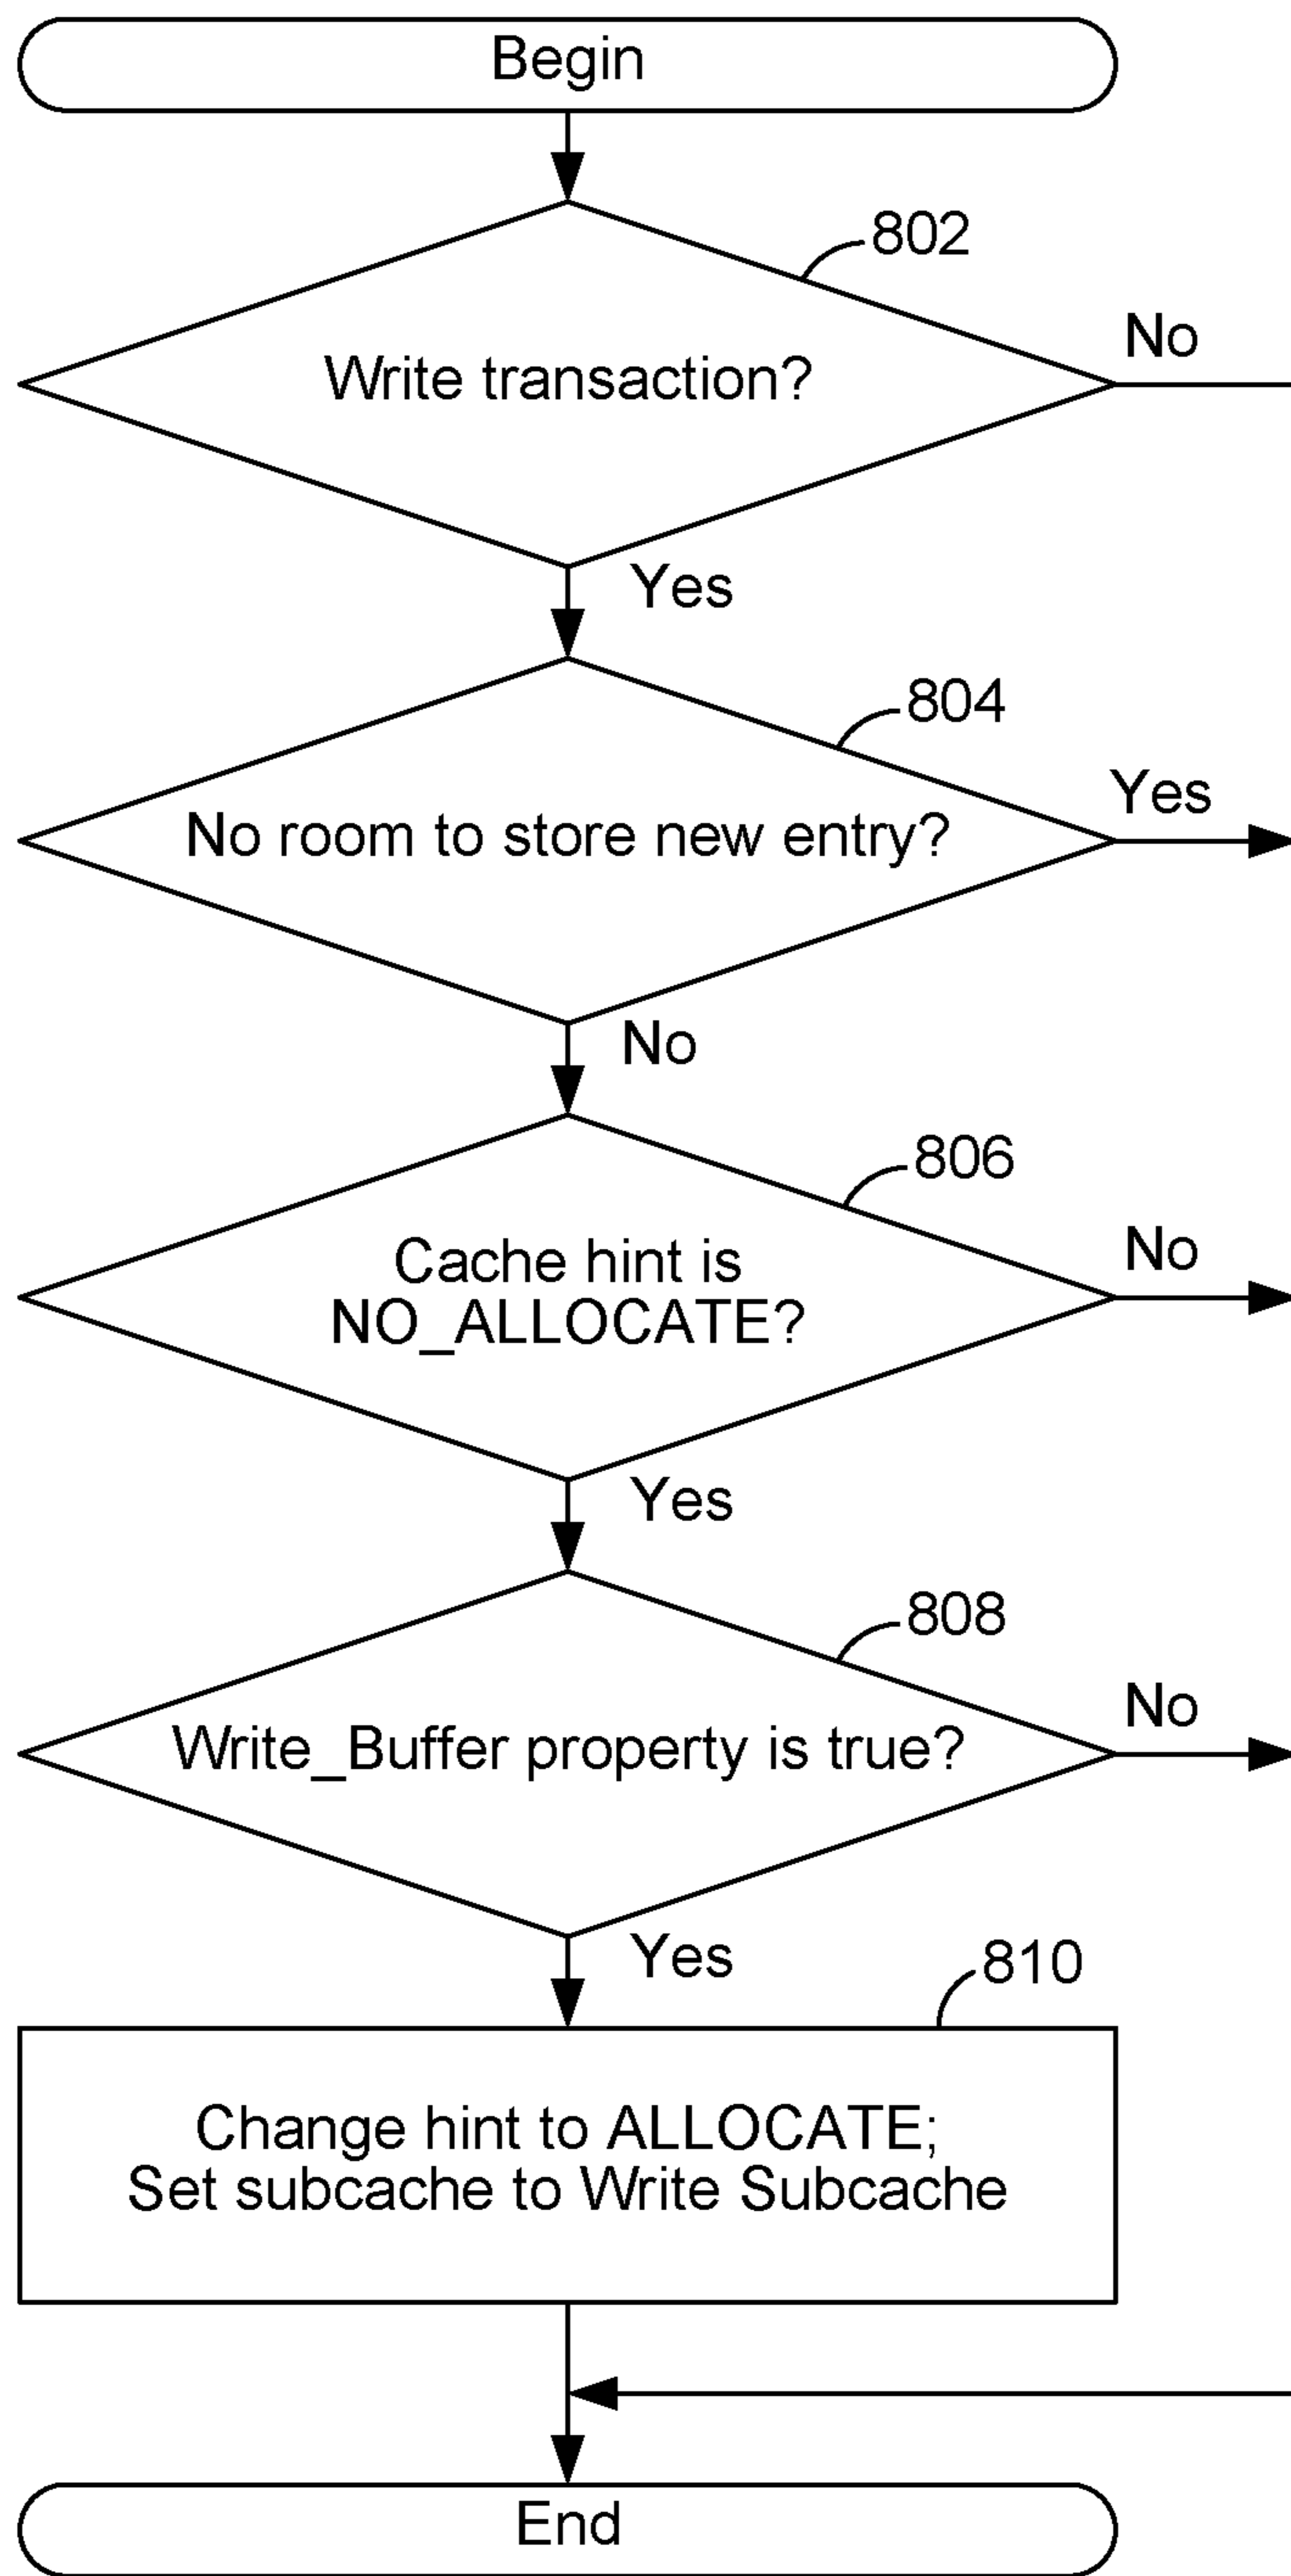 Begin
802
Write transaction?
No
Yes
804
No room to store new entry?
Yes
No
806
Cache hint is
NO_ALLOCATE?
No
Yes
808
Write_Buffer property is true?
No
Yes
810
Change hint to ALLOCATE;
Set subcache to Write Subcache
End